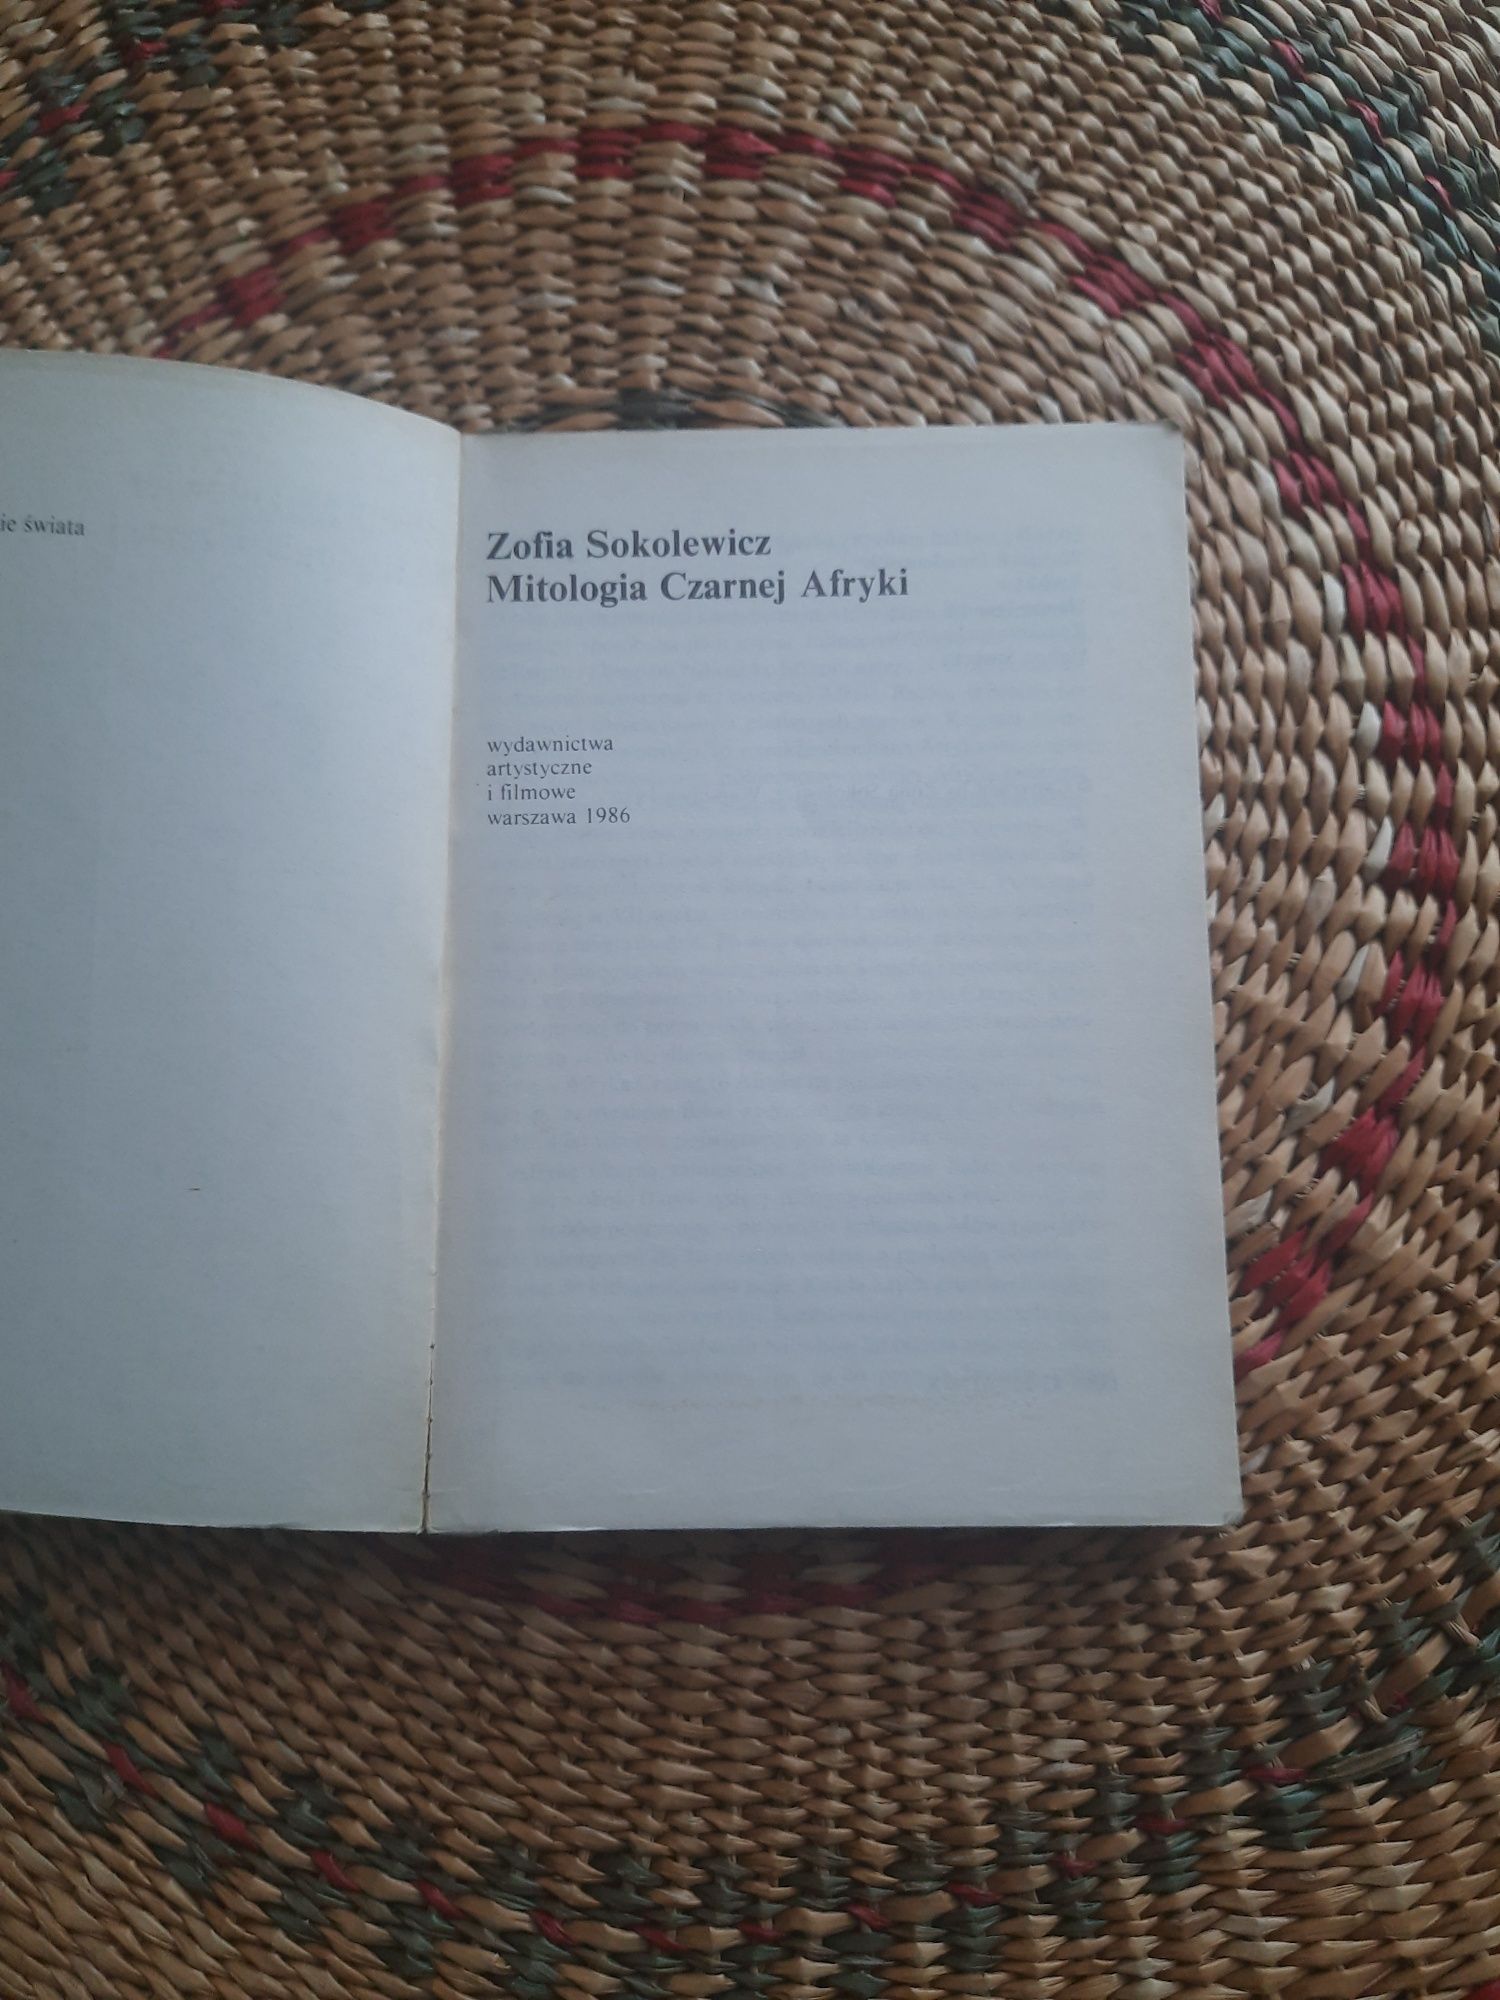 ie świata
Zofia Sokolewicz
Mitologia Czarnej Afryki
wydawnictwa
artystyczne
i filmowe
warszawa 1986